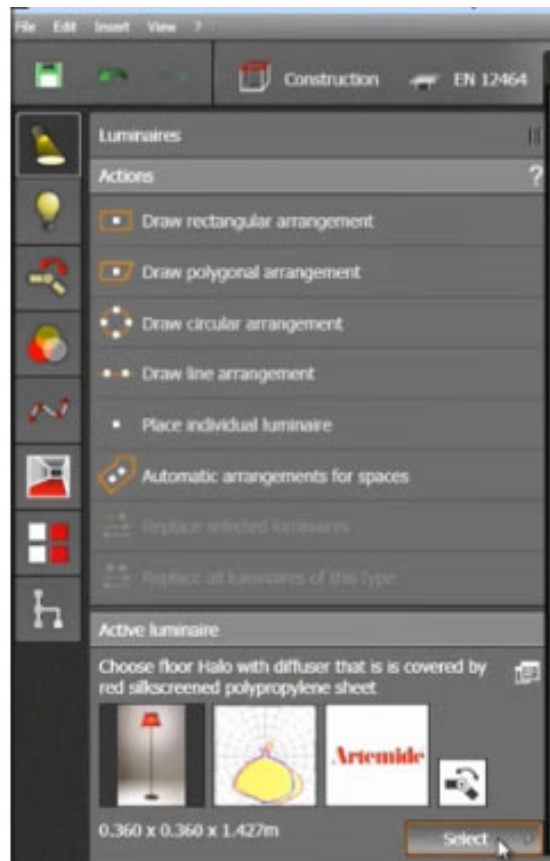 File Edit Insert View ?
Construction EN 12464
Luminaires
Actions ?
Draw rectangular arrangement
Draw polygonal arrangement
Draw circular arrangement
Draw line arrangement
Place individual luminaire
Automatic arrangements for spaces
Replace selected luminaires
Replace all luminaires of this type
Active luminaire
Choose floor Halo with diffuser that is is covered by
red silkscreened polypropylene sheet
Artemide
0.360 x 0.360 x 1.427m
Select